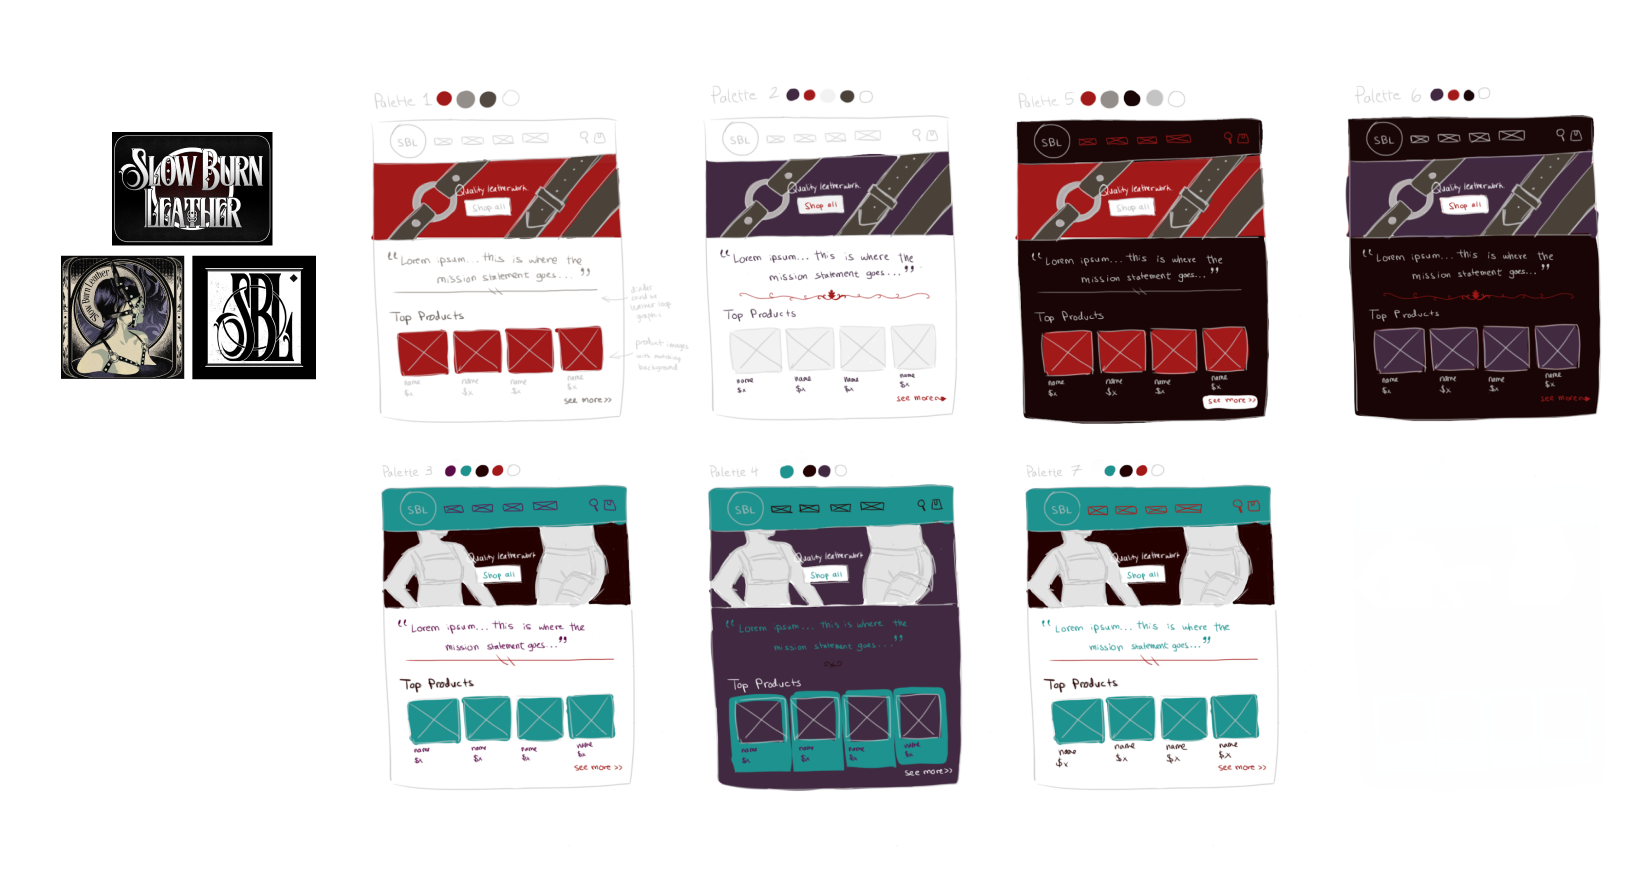 SLOW BURN
LEATHER
Slow Burn Leather
SBL
Palette 1
SBL
Quality leatherwork
Shop all
“Lorem ipsum... this is where the
mission statement goes...”
Top Products
name
$x
name
$x
name
$x
name
$x
see more>>
divider
could be
unique loop
graphic
product images
with matching
background
Palette 2
SBL
Quality leatherwork
Shop all
“Lorem ipsum... this is where the
mission statement goes...”
Top Products
name
$x
name
$x
name
$x
name
$x
see more
Palette 5
SBL
Quality leatherwork
Shop all
“Lorem ipsum... this is where the
mission statement goes...”
Top Products
name
$x
name
$x
name
$x
name
$x
see more >>
Palette 6
SBL
Quality leatherwork
Shop all
“Lorem ipsum... this is where the
mission statement goes...”
Top Products
name
$x
name
$x
name
$x
name
$x
see more
Palette 3
SBL
Quality leatherwork
Shop all
“Lorem ipsum... this is where the
mission statement goes...”
Top Products
name
$x
name
$x
name
$x
name
$x
see more >>
Palette 4
SBL
Quality leatherwork
Shop all
“Lorem ipsum... this is where the
mission statement goes...”
Top Products
name
$x
name
$x
name
$x
name
$x
see more>>
Palette 7
SBL
Quality leatherwork
Shop all
“Lorem ipsum... this is where the
mission statement goes...”
Top Products
name
$x
name
$x
name
$x
name
$x
see more >>